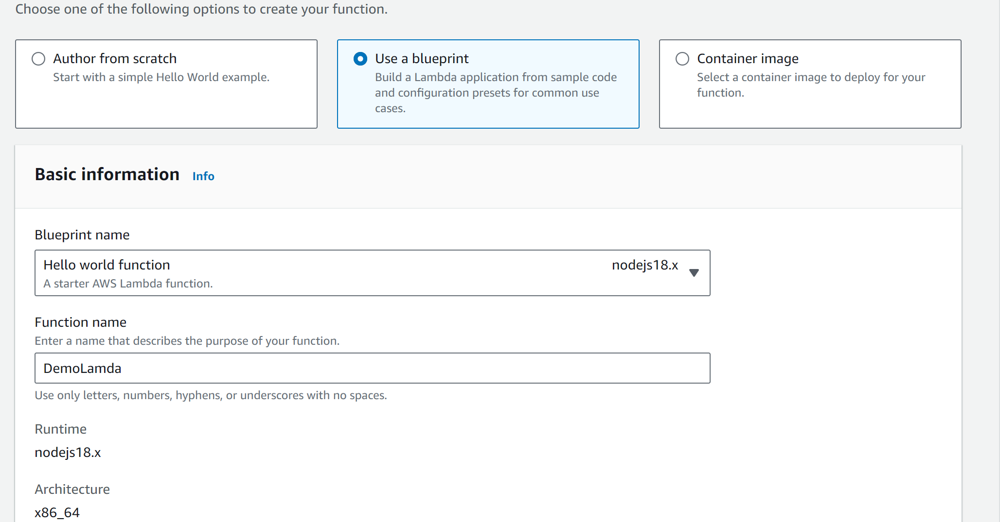 Choose one of the following options to create your function.
Author from scratch
Start with a simple Hello World example.
Use a blueprint
Build a Lambda application from sample code
and configuration presets for common use
cases.
Container image
Select a container image to deploy for your
function.
Basic information Info
Blueprint name
Hello world function nodejs18.x
A starter AWS Lambda function.
Function name
Enter a name that describes the purpose of your function.
DemoLamda
Use only letters, numbers, hyphens, or underscores with no spaces.
Runtime
nodejs18.x
Architecture
x86_64